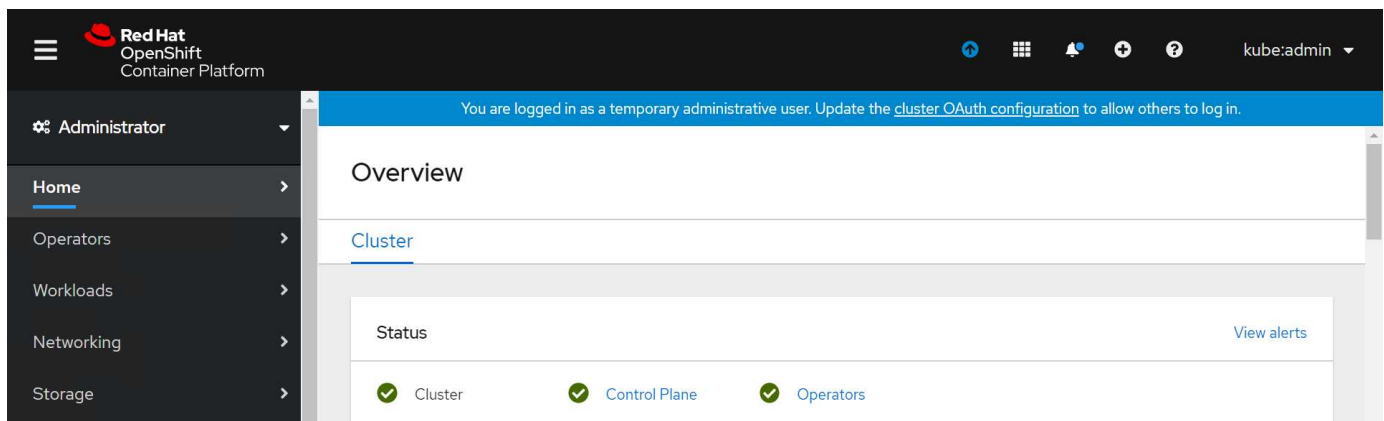 Red Hat
OpenShift
Container Platform
kube:admin
You are logged in as a temporary administrative user. Update the cluster OAuth configuration to allow others to log in.
Administrator
Home
Operators
Workloads
Networking
Storage
Overview
Cluster
Status
View alerts
Cluster
Control Plane
Operators